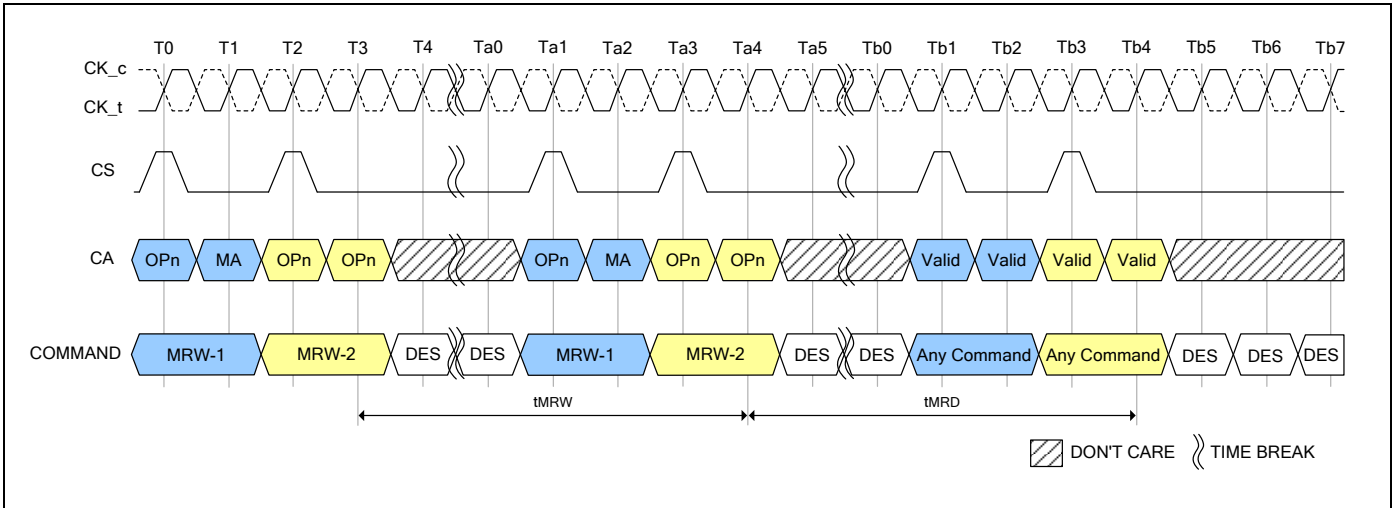 T0 T1 T2 T3 T4 Ta0 Ta1 Ta2 Ta3 Ta4 Ta5 Tb0 Tb1 Tb2 Tb3 Tb4 Tb5 Tb6 Tb7
CK_c
CK_t
CS
CA OPn MA OPn OPn OPn MA OPn OPn Valid Valid Valid Valid
COMMAND MRW-1 MRW-2 DES DES MRW-1 MRW-2 DES DES Any Command Any Command DES DES DES
tMRW tMRD
DON'T CARE TIME BREAK